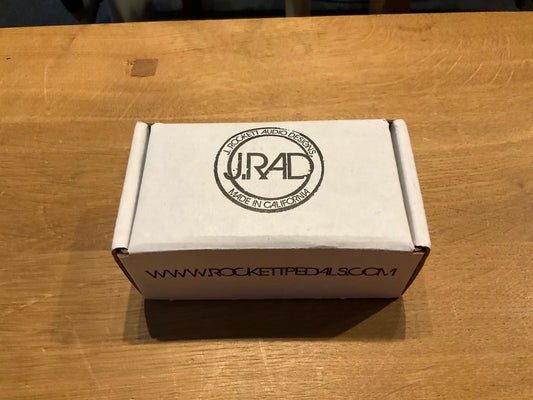 J. ROCKETT AUDIO DESIGNS.
J.RAD.
MADE IN CALIFORNIA
WWW.ROCKETTPEDALS.COM